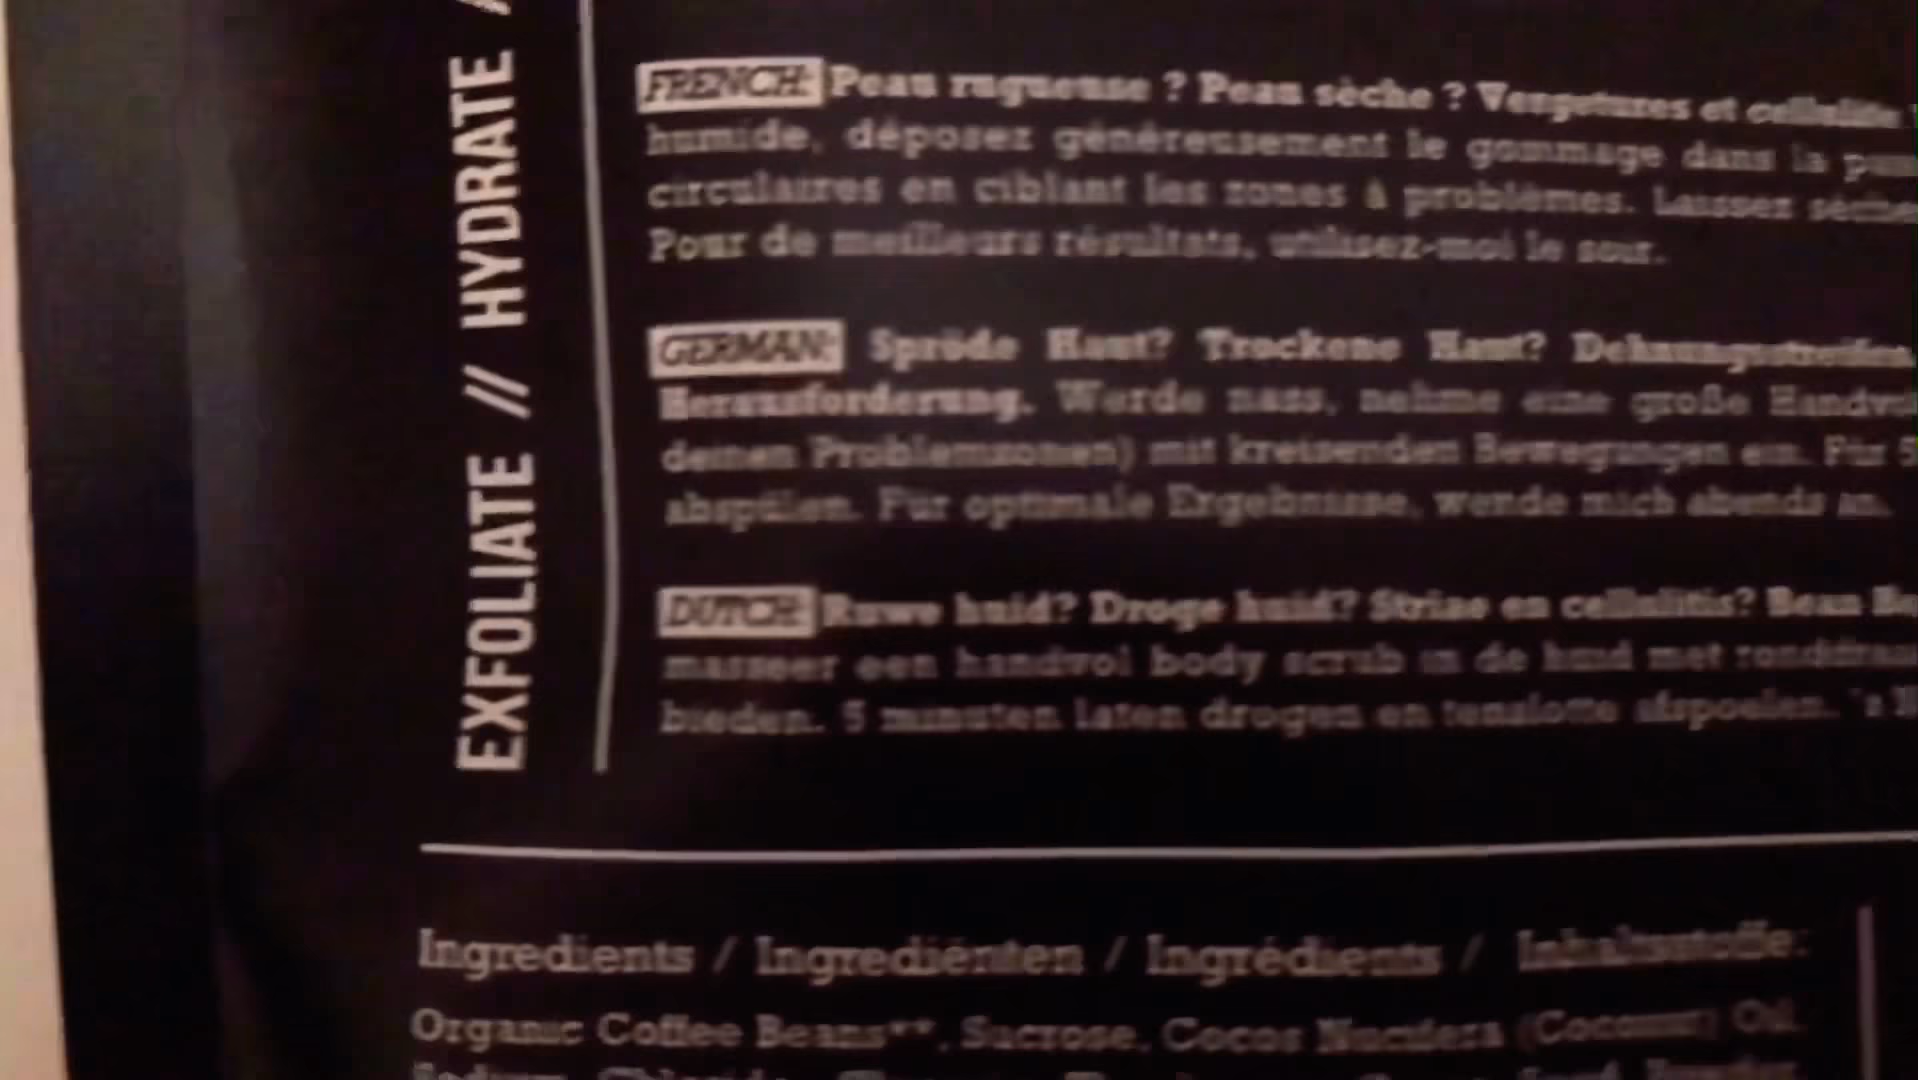 EXFOLIATE // HYDRATE /
FRENCH: Peau rugueuse ? Peau sèche ? Vergetures et cellulite
humide, déposez généreusement le gommage dans la
circulaires en ciblant les zones à problèmes. Laissez
Pour de meilleurs résultats, utilisez-moi le soir.
GERMAN: Spröde Haut? Trockene Haut? Dehnungsstreifen,
Herausforderung. Werde nass, nehme eine große
deinen Problemzonen) mit kreisenden Bewegungen ein. Für 5
abspülen. Für optimale Ergebnisse, wende mich abends an.
DUTCH: Ruwe huid? Droge huid? Striae en cellulitis? Bean
masseer een handvol body scrub in de huid met
bieden. 5 minuten laten drogen en tenslotte afspoelen. 's
Ingredients / Ingrediënten / Ingrédients / Inhaltsstoffe:
Organic Coffee Beans**, Sucrose, Cocos Nucifera (Coconut) Oil,